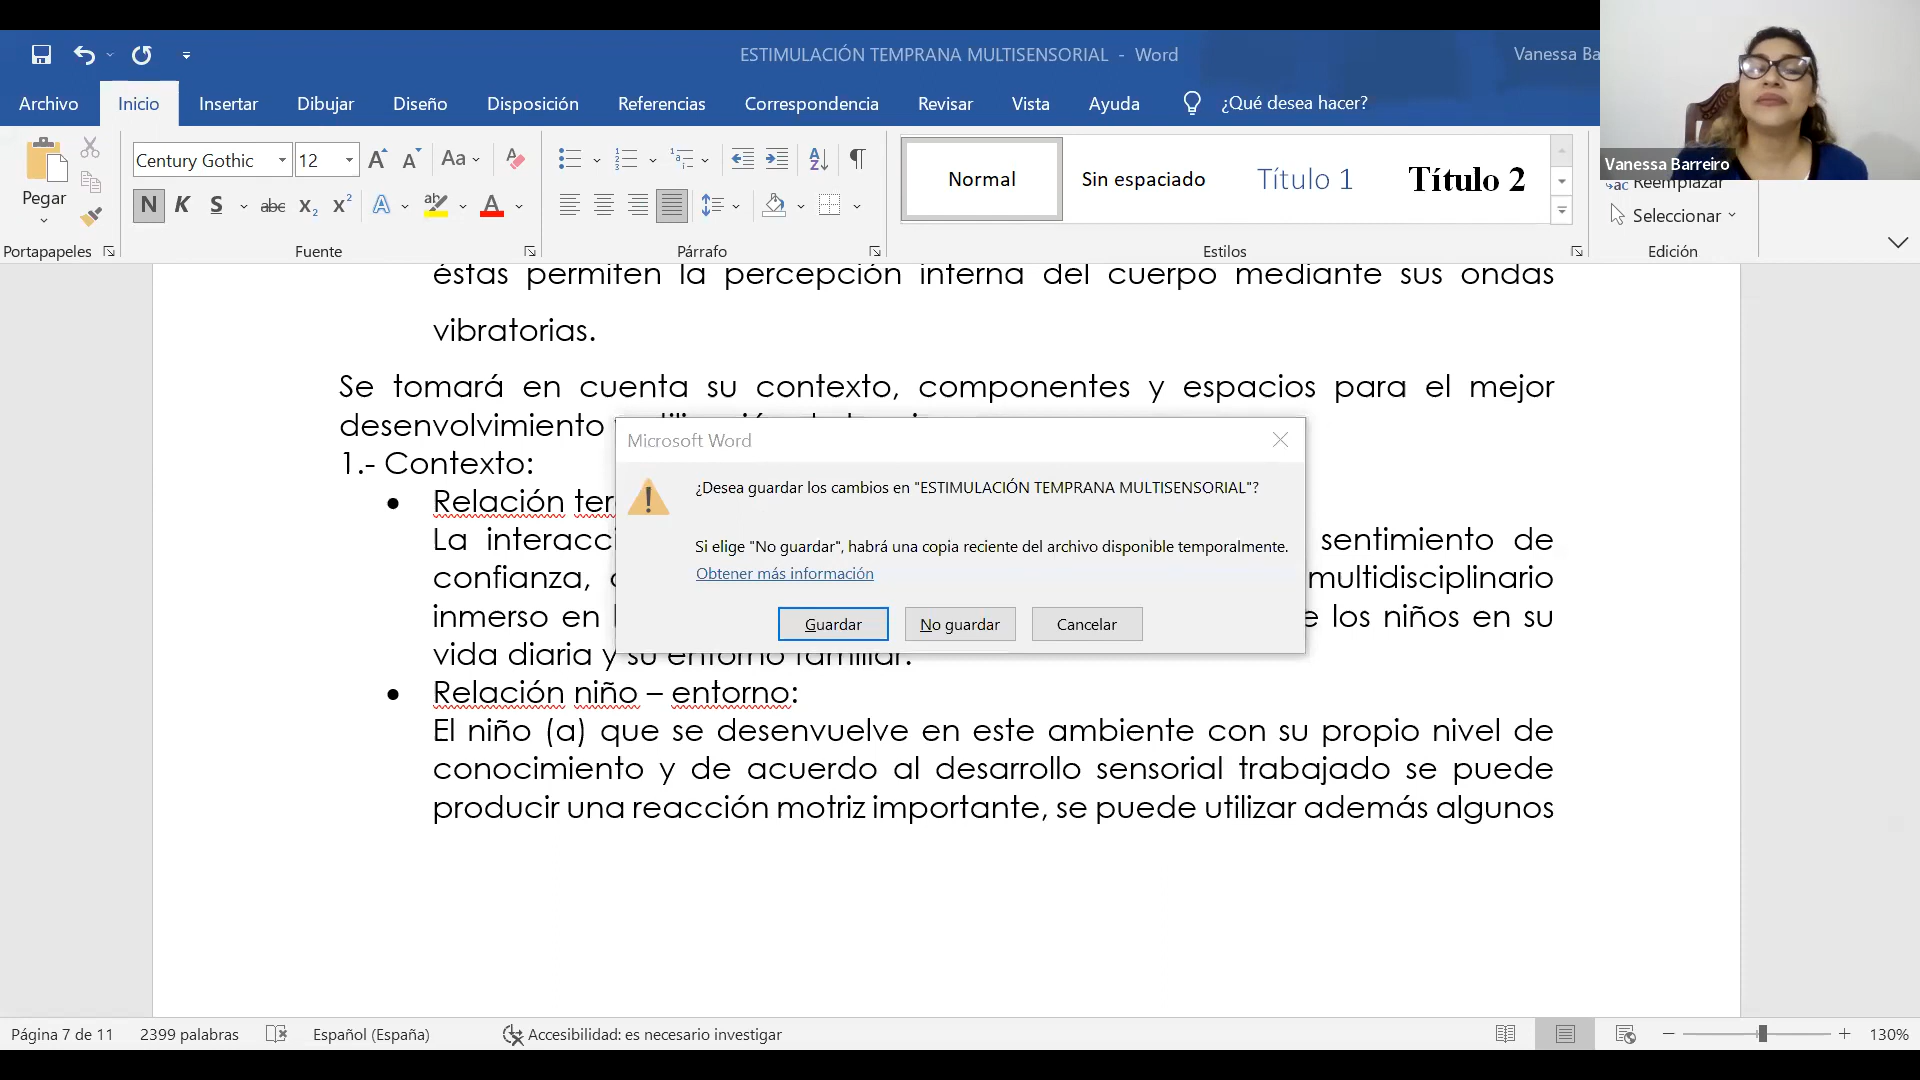 ESTIMULACIÓN TEMPRANA MULTISENSORIAL - Word
Vanessa Ba
Archivo Inicio Insertar Dibujar Diseño Disposición Referencias Correspondencia Revisar Vista Ayuda ¿Qué desea hacer?
Vanessa Barreiro
Pegar
Century Gothic 12
N K S abc
Normal Sin espaciado Título 1 Título 2
Reemplazar
Seleccionar
Portapapeles Fuente Párrafo Estilos Edición
éstas permiten la percepción interna del cuerpo mediante sus ondas
vibratorias.
Se tomará en cuenta su contexto, componentes y espacios para el mejor
desenvolvimiento
1.- Contexto:
Relación
La sentimiento de
confianza, multidisciplinario
inmerso en los niños en su
vida diaria y su entorno familiar.
Relación niño – entorno:
El niño (a) que se desenvuelve en este ambiente con su propio nivel de
conocimiento y de acuerdo al desarrollo sensorial trabajado se puede
producir una reacción motriz importante, se puede utilizar además algunos
Microsoft Word
¿Desea guardar los cambios en "ESTIMULACIÓN TEMPRANA MULTISENSORIAL"?
Si elige "No guardar", habrá una copia reciente del archivo disponible temporalmente.
Obtener más información
Guardar No guardar Cancelar
Página 7 de 11 2399 palabras Español (España) Accesibilidad: es necesario investigar 130%